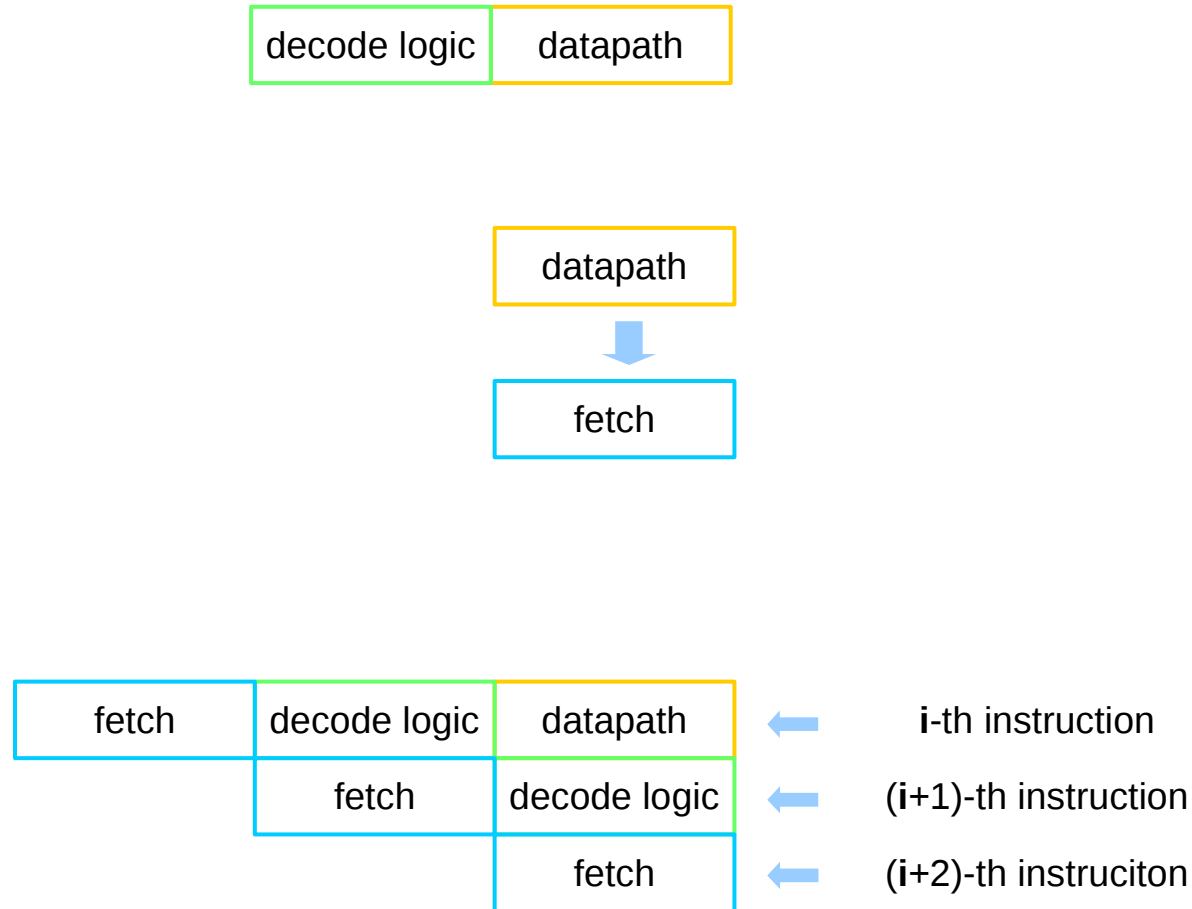 decode logic datapath
datapath
fetch
fetch decode logic datapath i-th instruction
fetch decode logic (i+1)-th instruction
fetch (i+2)-th instruciton